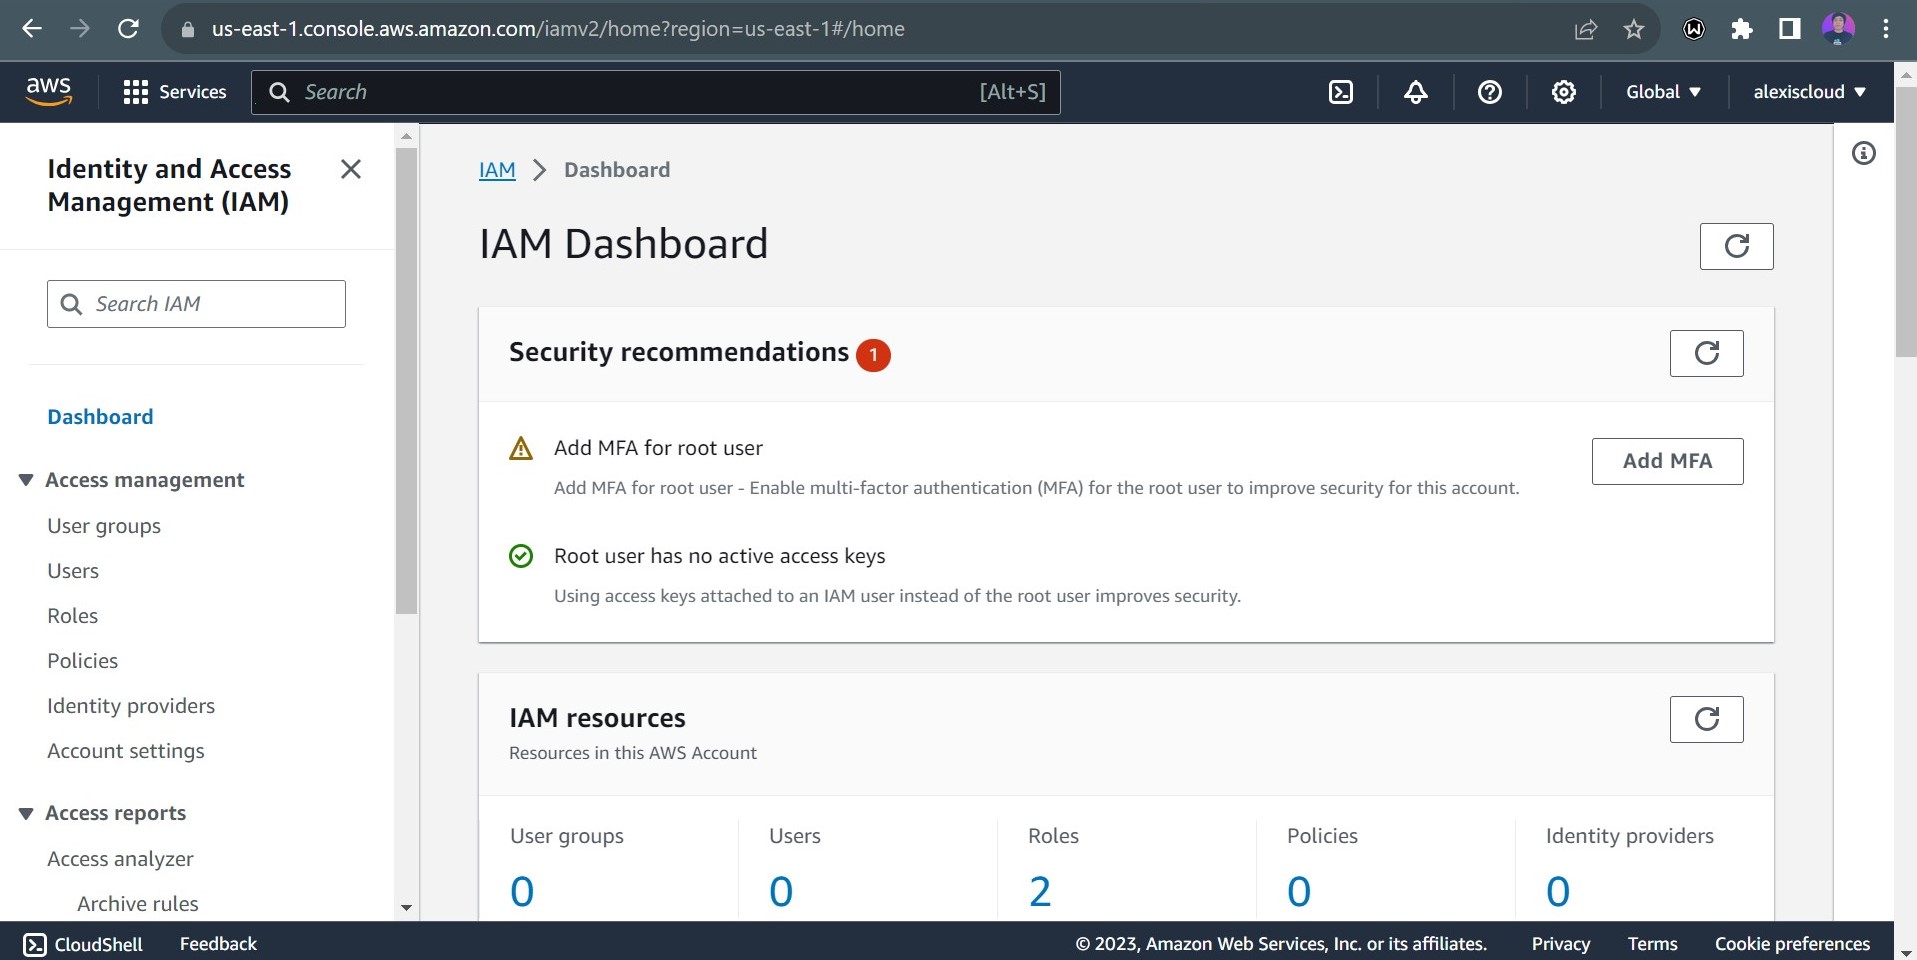 us-east-1.console.aws.amazon.com/iamv2/home?region=us-east-1#/home
aws
Services
Search
[Alt+S]
Global
alexiscloud
Identity and Access
Management (IAM)
Search IAM
Dashboard
Access management
User groups
Users
Roles
Policies
Identity providers
Account settings
Access reports
Access analyzer
Archive rules
IAM > Dashboard
IAM Dashboard
Security recommendations 1
Add MFA for root user
Add MFA for root user - Enable multi-factor authentication (MFA) for the root user to improve security for this account.
Add MFA
Root user has no active access keys
Using access keys attached to an IAM user instead of the root user improves security.
IAM resources
Resources in this AWS Account
User groups
0
Users
0
Roles
2
Policies
0
Identity providers
0
CloudShell
Feedback
© 2023, Amazon Web Services, Inc. or its affiliates.
Privacy
Terms
Cookie preferences